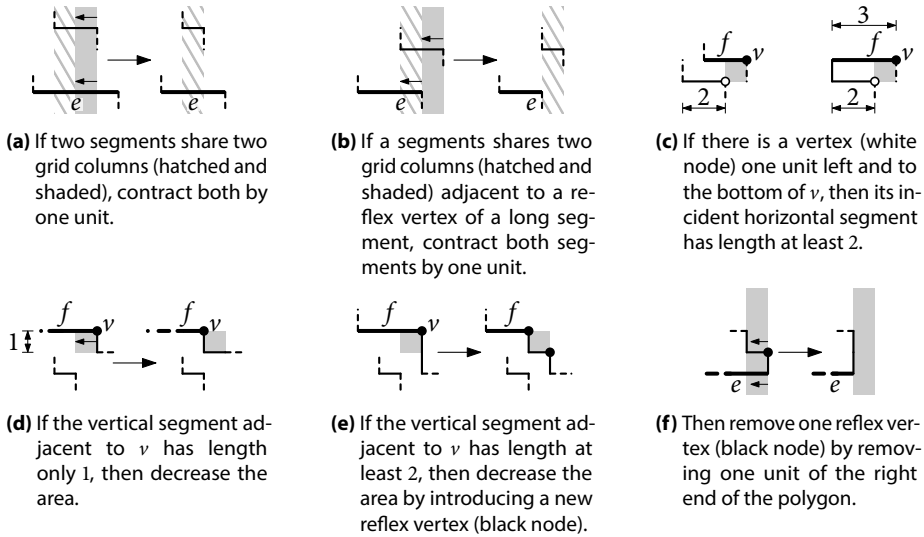 e
e
e
e
f
v
2
3
f
v
2
(a) If two segments share two
grid columns (hatched and
shaded), contract both by
one unit.
(b) If a segments shares two
grid columns (hatched and
shaded) adjacent to a re-
flex vertex of a long seg-
ment, contract both seg-
ments by one unit.
(c) If there is a vertex (white
node) one unit left and to
the bottom of v, then its in-
cident horizontal segment
has length at least 2.
1
f
v
f
v
f
v
f
e
e
(d) If the vertical segment ad-
jacent to v has length
only 1, then decrease the
area.
(e) If the vertical segment ad-
jacent to v has length at
least 2, then decrease the
area by introducing a new
reflex vertex (black node).
(f) Then remove one reflex ver-
tex (black node) by remov-
ing one unit of the right
end of the polygon.